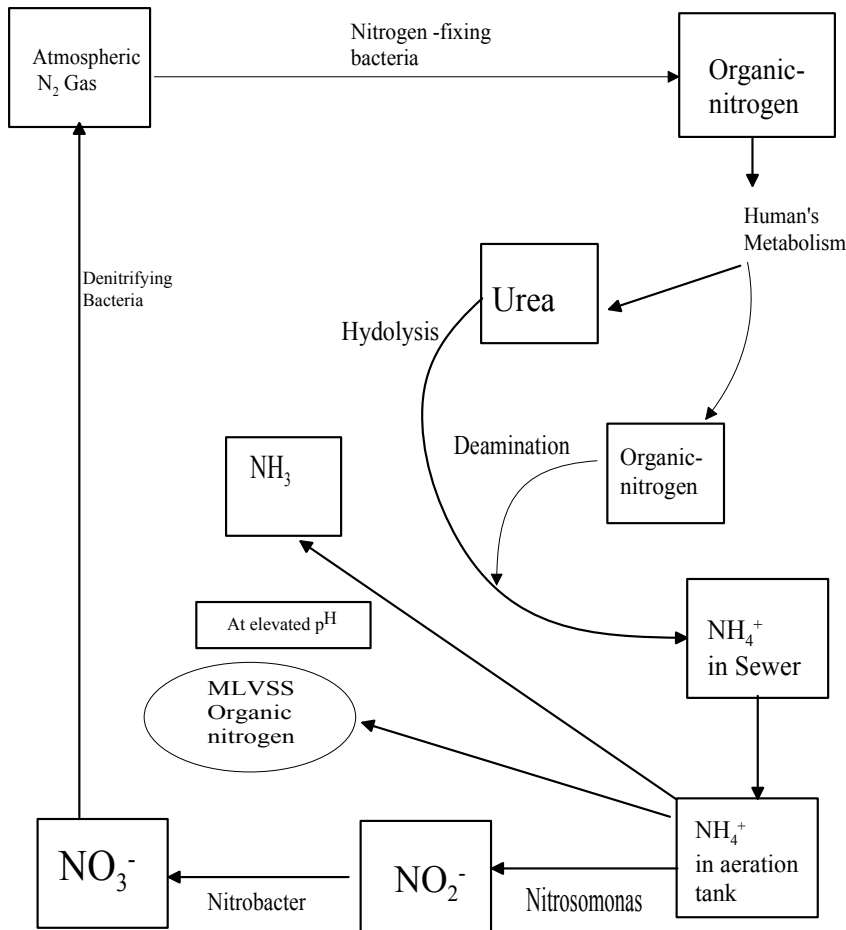 Nitrogen -fixing
bacteria
Atmospheric
N₂ Gas
Organic-
nitrogen
Human's
Metabolism
Denitrifying
Bacteria
Urea
Hydolysis
Deamination
Organic-
nitrogen
NH₃
At elevated pᴴ
NH₄⁺
in Sewer
MLVSS
Organic
nitrogen
NH₄⁺
in aeration
tank
NO₃⁻
Nitrobacter
NO₂⁻
Nitrosomonas